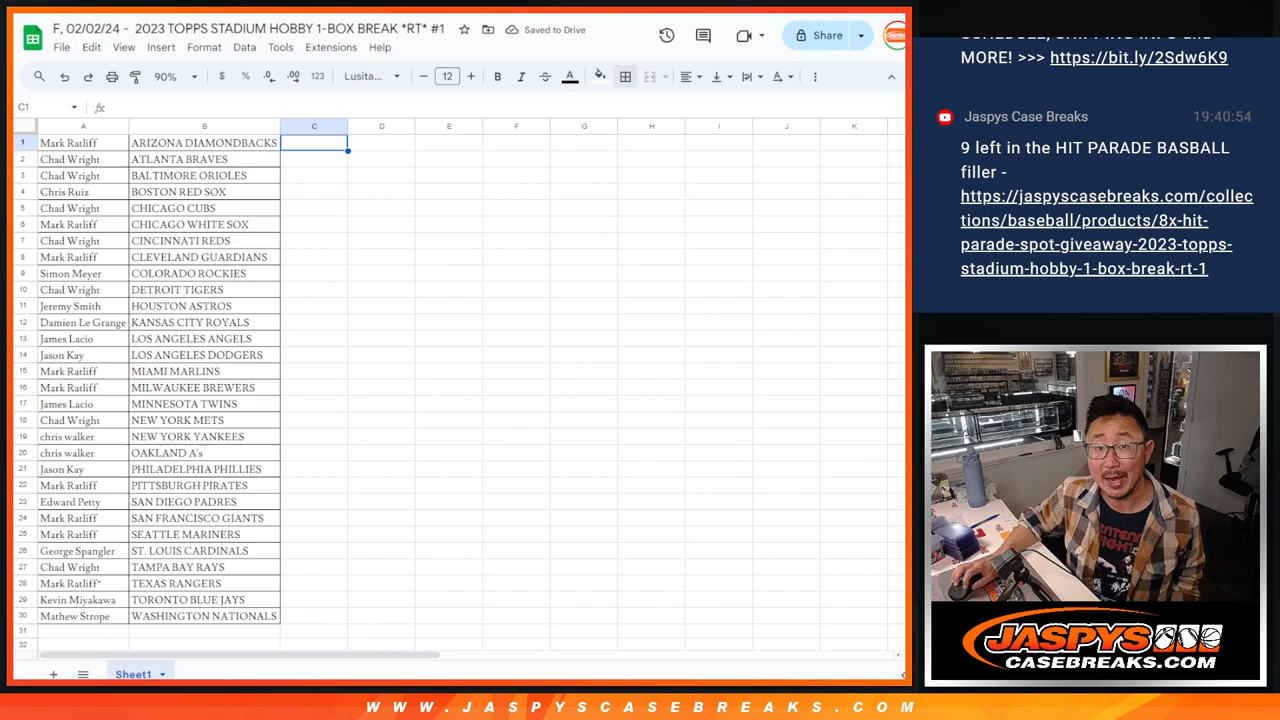 F, 02/02/24 - 2023 TOPPS STADIUM HOBBY 1-BOX BREAK *RT* #1
Saved to Drive
Share
File Edit View Insert Format Data Tools Extensions Help
90% $ % .0 .00 123 Lusita... 12 B I S A
C1 fx
A B C D E F G H I J K
1 Mark Ratliff ARIZONA DIAMONDBACKS
2 Chad Wright ATLANTA BRAVES
3 Chad Wright BALTIMORE ORIOLES
4 Chris Ruiz BOSTON RED SOX
5 Chad Wright CHICAGO CUBS
6 Mark Ratliff CHICAGO WHITE SOX
7 Chad Wright CINCINNATI REDS
8 Mark Ratliff CLEVELAND GUARDIANS
9 Simon Meyer COLORADO ROCKIES
10 Chad Wright DETROIT TIGERS
11 Jeremy Smith HOUSTON ASTROS
12 Damien Le Grange KANSAS CITY ROYALS
13 James Lacio LOS ANGELES ANGELS
14 Jason Kay LOS ANGELES DODGERS
15 Mark Ratliff MIAMI MARLINS
16 Mark Ratliff MILWAUKEE BREWERS
17 James Lacio MINNESOTA TWINS
18 Chad Wright NEW YORK METS
19 chris walker NEW YORK YANKEES
20 chris walker OAKLAND A's
21 Jason Kay PHILADELPHIA PHILLIES
22 Mark Ratliff PITTSBURGH PIRATES
23 Edward Petty SAN DIEGO PADRES
24 Mark Ratliff SAN FRANCISCO GIANTS
25 Mark Ratliff SEATTLE MARINERS
26 George Spangler ST. LOUIS CARDINALS
27 Chad Wright TAMPA BAY RAYS
28 Mark Ratliff* TEXAS RANGERS
29 Kevin Miyakawa TORONTO BLUE JAYS
30 Mathew Strope WASHINGTON NATIONALS
31
32
Sheet1
MORE! >>> https://bit.ly/2Sdw6K9
Jaspys Case Breaks 19:40:54
9 left in the HIT PARADE BASBALL
filler -
https://jaspyscasebreaks.com/collec
tions/baseball/products/8x-hit-
parade-spot-giveaway-2023-topps-
stadium-hobby-1-box-break-rt-1
JASPYS
CASEBREAKS.COM
WWW.JASPYSCASEBREAKS.COM